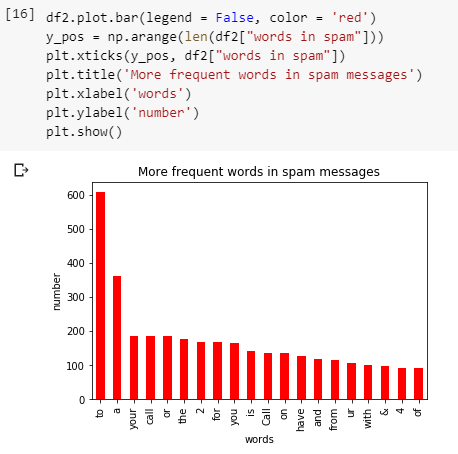 [16] df2.plot.bar(legend = False, color = 'red')
y_pos = np.arange(len(df2["words in spam"]))
plt.xticks(y_pos, df2["words in spam"])
plt.title('More frequent words in spam messages')
plt.xlabel('words')
plt.ylabel('number')
plt.show()
More frequent words in spam messages
600
500
400
300
200
100
0
number
to a your call or the 2 for you is Call on have and from ur with & 4 of
words